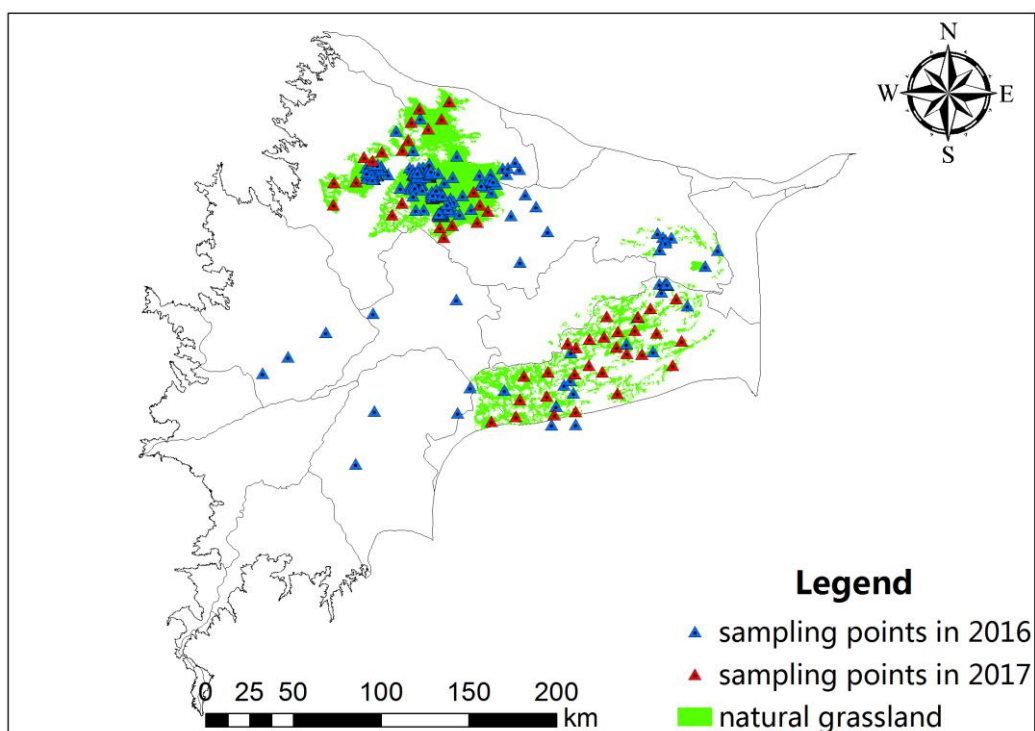 N
W E
S
Legend
sampling points in 2016
sampling points in 2017
natural grassland
0 25 50 100 150 200
km